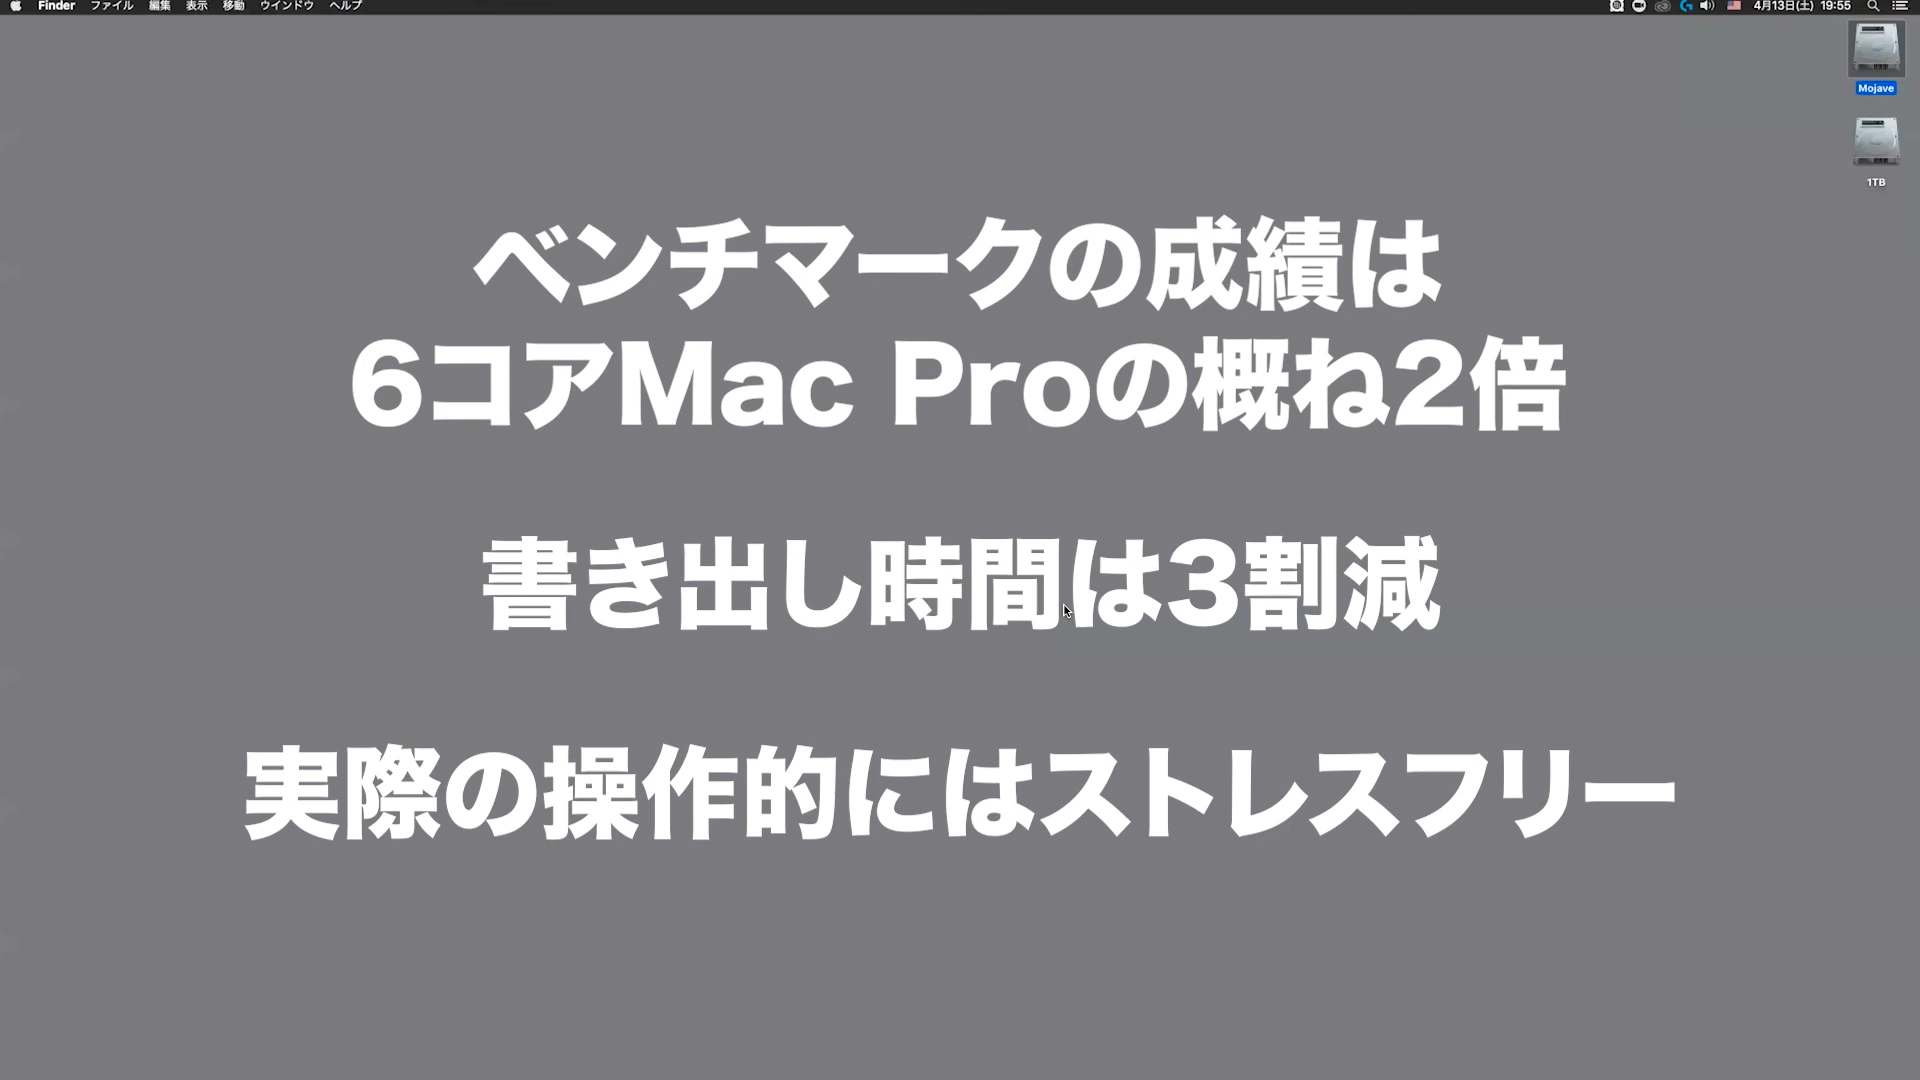 Finder ファイル 編集 表示 移動 ウインドウ ヘルプ 4月13日(土) 19:55
Mojave
1TB
ベンチマークの成績は
6コアMac Proの概ね2倍
書き出し時間は3割減
実際の操作的にはストレスフリー